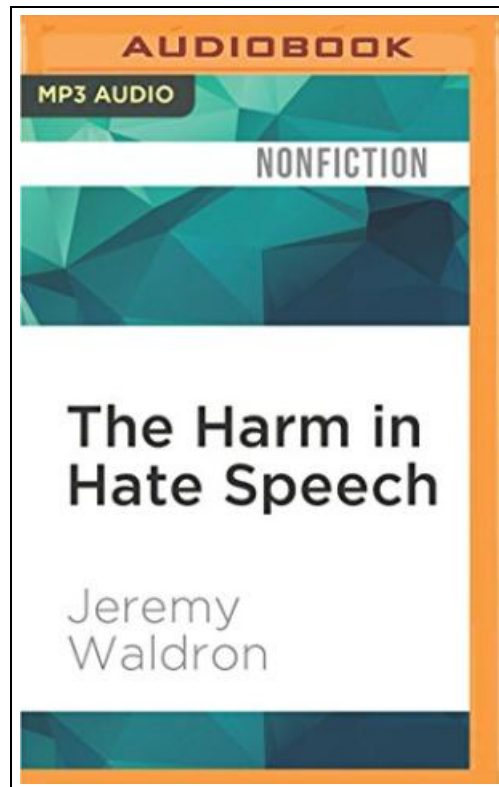 AUDIOBOOK
MP3 AUDIO
NONFICTION
The Harm in
Hate Speech
Jeremy
Waldron